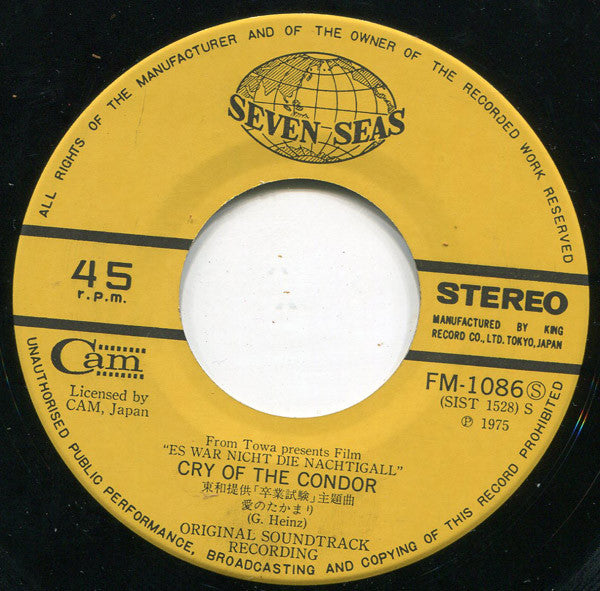 ALL RIGHTS OF THE MANUFACTURER AND OF THE OWNER OF THE RECORDED WORK RESERVED
SEVEN SEAS
45
r.p.m.
STEREO
MANUFACTURED BY KING
RECORD CO., LTD. TOKYO, JAPAN
Cam
Licensed by
CAM, Japan
FM-1086 Ⓢ
(SIST 1528) S
Ⓟ 1975
From Towa presents Film
"ES WAR NICHT DIE NACHTIGALL"
CRY OF THE CONDOR
東和提供「卒業試験」主題曲
愛のたかまり
(G. Heinz)
ORIGINAL SOUNDTRACK
RECORDING
UNAUTHORISED PUBLIC PERFORMANCE, BROADCASTING AND COPYING OF THIS RECORD PROHIBITED